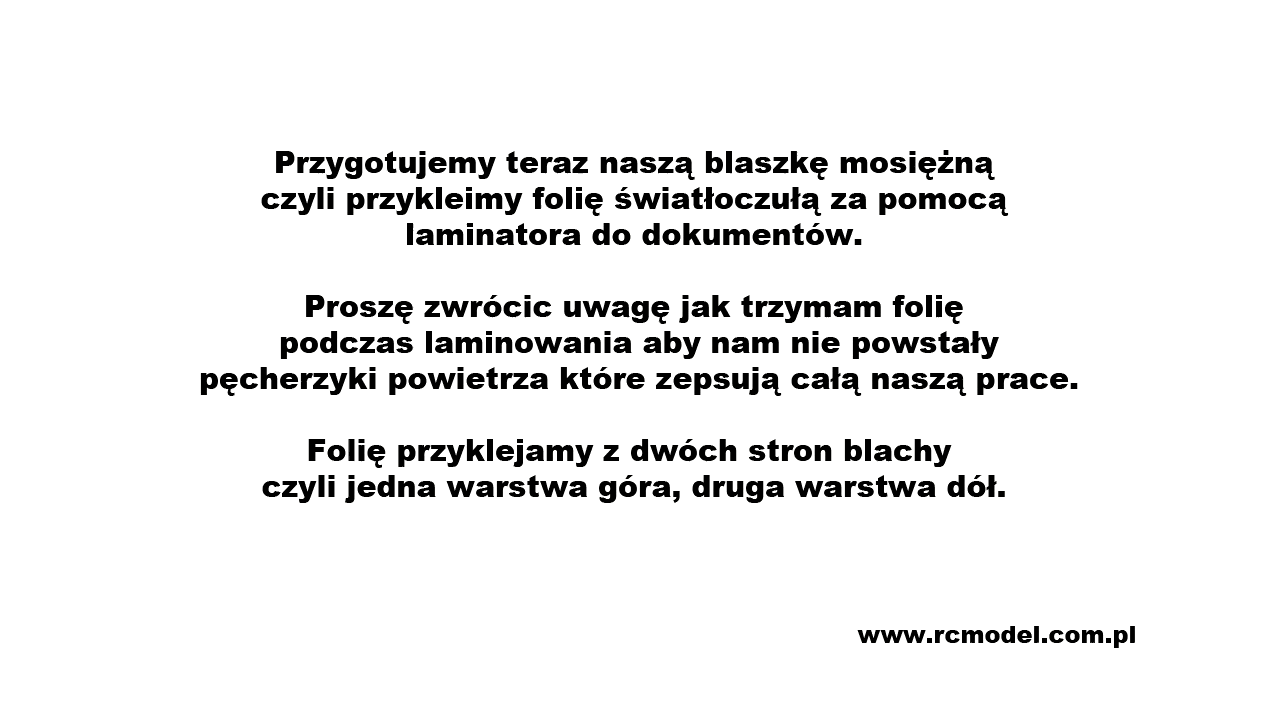 Przygotujemy teraz naszą blaszkę mosiężną
czyli przykleimy folię światłoczułą za pomocą
laminatora do dokumentów.
Proszę zwrócic uwagę jak trzymam folię
podczas laminowania aby nam nie powstały
pęcherzyki powietrza które zepsują całą naszą prace.
Folię przyklejamy z dwóch stron blachy
czyli jedna warstwa góra, druga warstwa dół.
www.rcmodel.com.pl